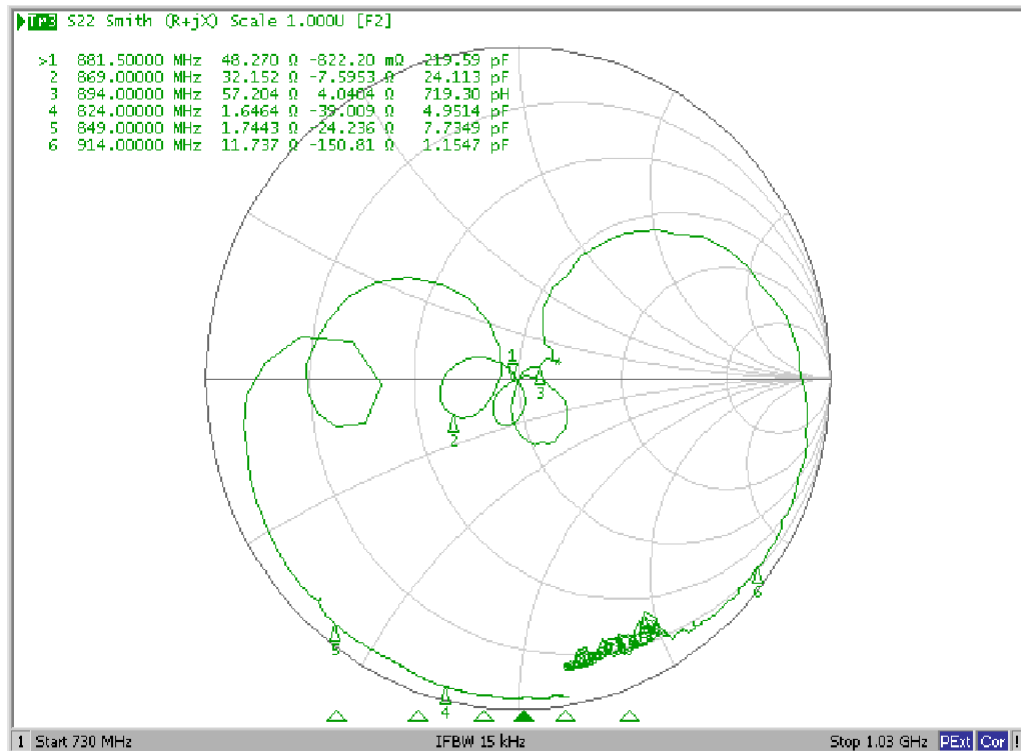 Tr3 S22 Smith (R+jX) Scale 1.000U [F2]
>1 881.50000 MHz 48.270 Ω -822.20 mΩ 219.59 pF
2 869.00000 MHz 32.152 Ω -7.5953 Ω 24.113 pF
3 894.00000 MHz 57.204 Ω 4.0404 Ω 719.30 pH
4 824.00000 MHz 1.6464 Ω -39.009 Ω 4.9514 pF
5 849.00000 MHz 1.7443 Ω -24.236 Ω 7.7349 pF
6 914.00000 MHz 11.737 Ω -150.81 Ω 1.1547 pF
1
3
2
6
5
4
1 Start 730 MHz IFBW 15 kHz Stop 1.03 GHz PExt Cor !